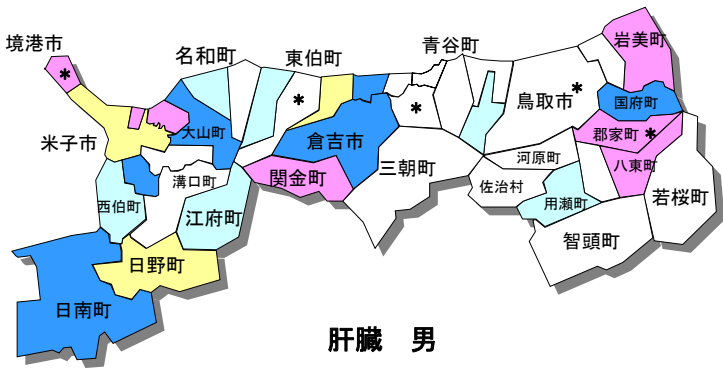 境港市
*
名和町
東伯町
青谷町
岩美町
*
*
鳥取市
*
国府町
米子市
大山町
倉吉市
郡家町
*
関金町
三朝町
河原町
八東町
溝口町
佐治村
若桜町
西伯町
江府町
用瀬町
智頭町
日野町
日南町
肝臓　男